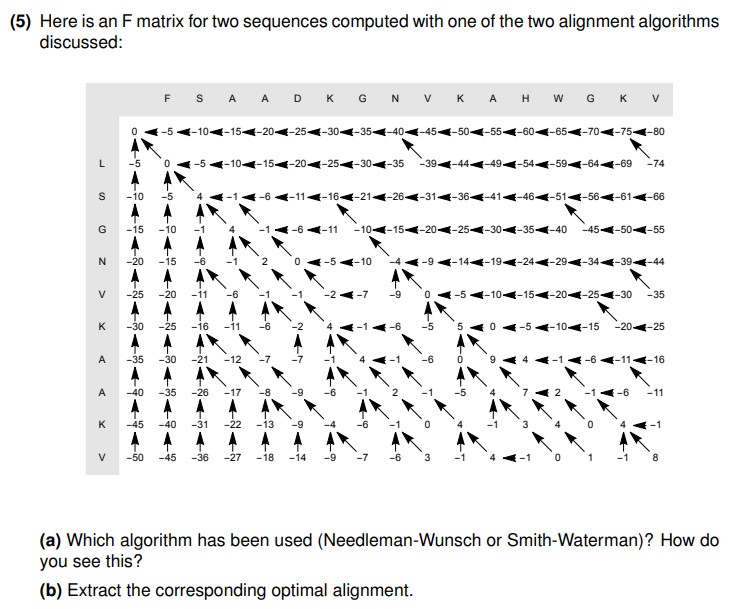 (5) Here is an F matrix for two sequences computed with one of the two alignment algorithms
discussed:
F S A A D K G N V K A H W G K V
0 -5 -10 -15 -20 -25 -30 -35 -40 -45 -50 -55 -60 -65 -70 -75 -80
L -5 0 -5 -10 -15 -20 -25 -30 -35 -39 -44 -49 -54 -59 -64 -69 -74
S -10 -5 4 -1 -6 -11 -16 -21 -26 -31 -36 -41 -46 -51 -56 -61 -66
G -15 -10 -1 4 -1 -6 -11 -10 -15 -20 -25 -30 -35 -40 -45 -50 -55
N -20 -15 -6 -1 2 0 -5 -10 -4 -9 -14 -19 -24 -29 -34 -39 -44
V -25 -20 -11 -6 -1 -1 -2 -7 -9 0 -5 -10 -15 -20 -25 -30 -35
K -30 -25 -16 -11 -6 -2 4 -1 -6 -5 5 0 -5 -10 -15 -20 -25
A -35 -30 -21 -12 -7 -7 -1 4 -1 -6 0 9 4 -1 -6 -11 -16
A -40 -35 -26 -17 -8 -9 -6 -1 2 -1 -5 4 7 2 -1 -6 -11
K -45 -40 -31 -22 -13 -9 -4 -6 -1 0 4 -1 3 4 0 4 -1
V -50 -45 -36 -27 -18 -14 -9 -7 -6 3 -1 4 -1 0 1 -1 8
(a) Which algorithm has been used (Needleman-Wunsch or Smith-Waterman)? How do
you see this?
(b) Extract the corresponding optimal alignment.